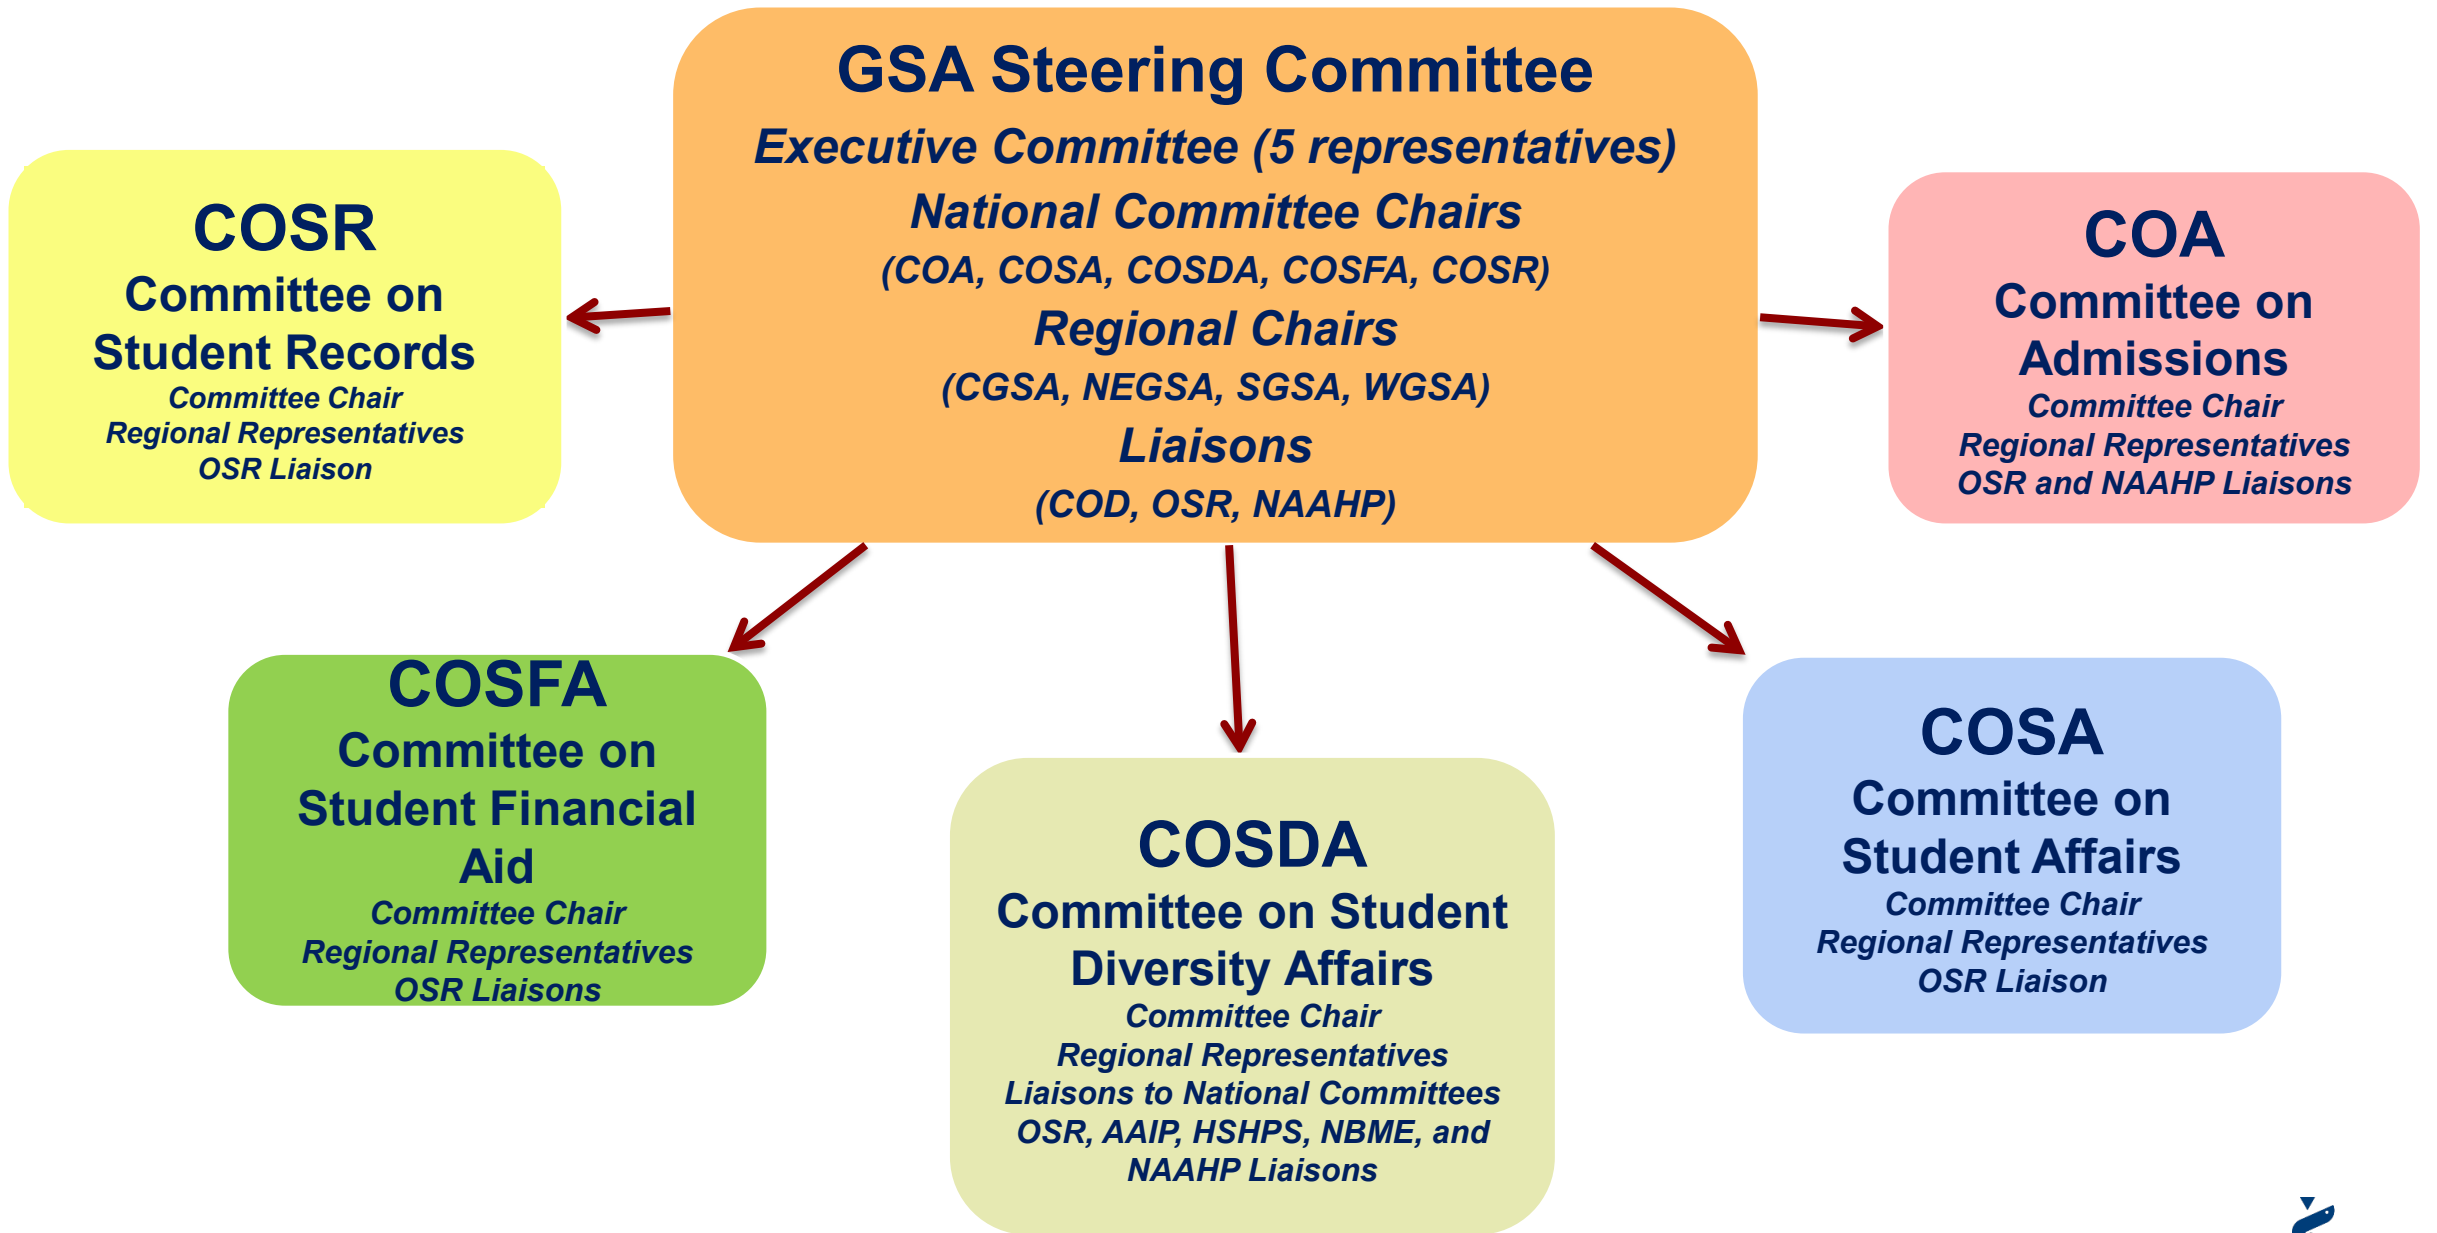 GSA Steering Committee
Executive Committee (5 representatives)
National Committee Chairs
(COA, COSA, COSDA, COSFA, COSR)
Regional Chairs
(CGSA, NEGSA, SGSA, WGSA)
Liaisons
(COD, OSR, NAAHP)
COSR
Committee on
Student Records
Committee Chair
Regional Representatives
OSR Liaison
COA
Committee on
Admissions
Committee Chair
Regional Representatives
OSR and NAAHP Liaisons
COSFA
Committee on
Student Financial
Aid
Committee Chair
Regional Representatives
OSR Liaisons
COSDA
Committee on Student
Diversity Affairs
Committee Chair
Regional Representatives
Liaisons to National Committees
OSR, AAIP, HSHPS, NBME, and
NAAHP Liaisons
COSA
Committee on
Student Affairs
Committee Chair
Regional Representatives
OSR Liaison